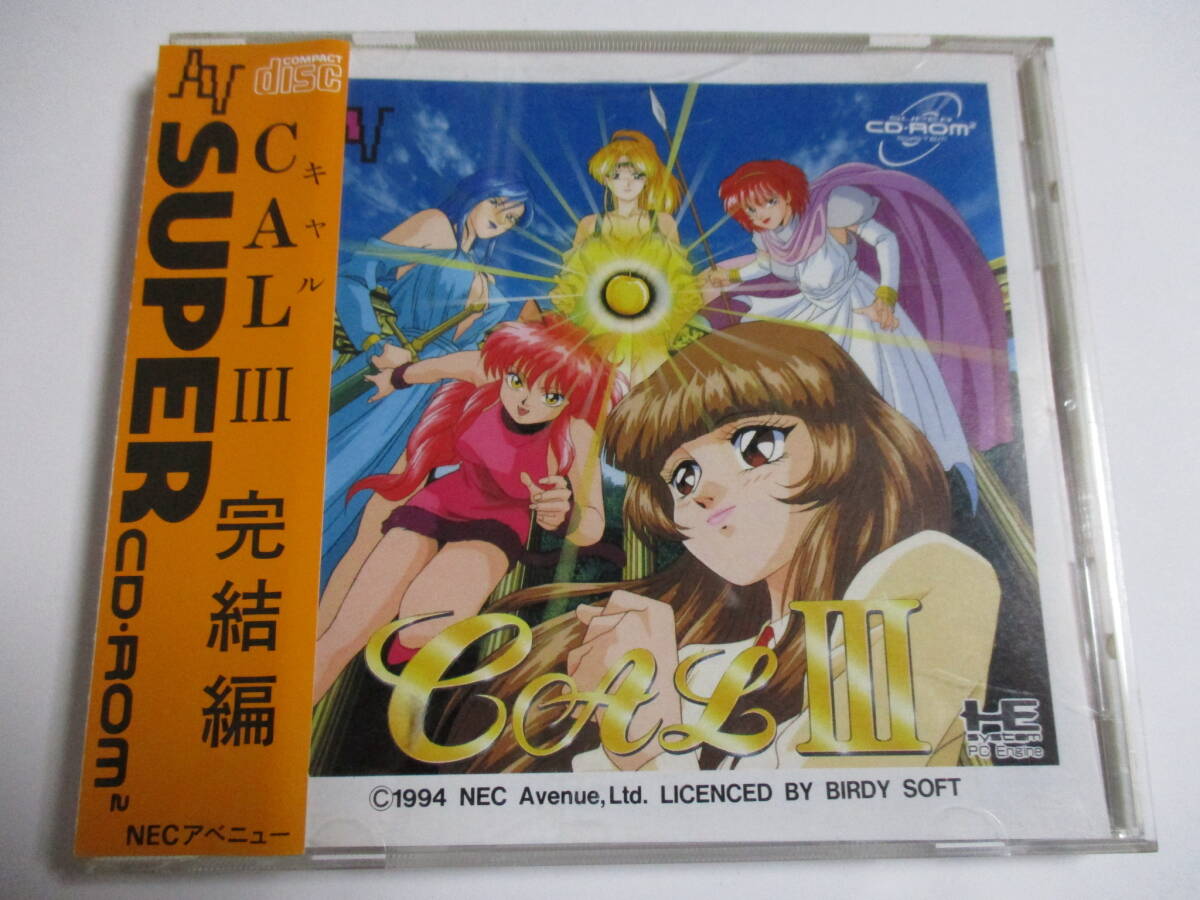 AV
COMPACT
disc
SUPER CD-ROM²
CAL III 完結編
キャル
NECアベニュー
AV
SUPER
CD-ROM²
SYSTEM
CAL III
HE
system
PC Engine
©1994 NEC Avenue,Ltd. LICENCED BY BIRDY SOFT